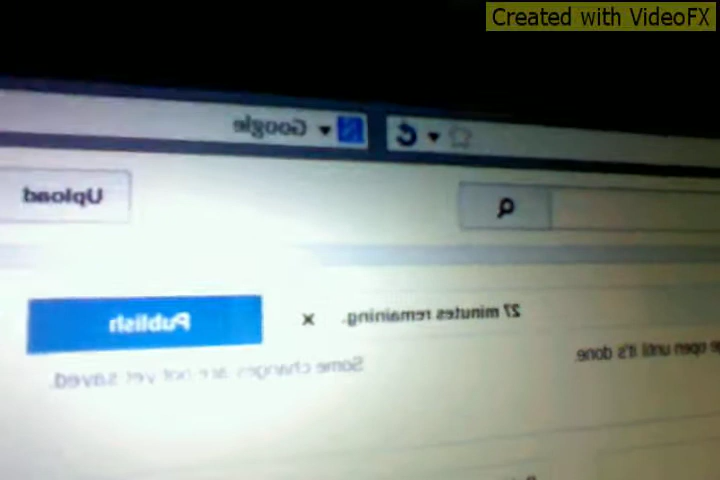 Created with VideoFX
Google
Upload
27 minutes remaining.
Publish
open until it's done.
Some changes are not yet saved.